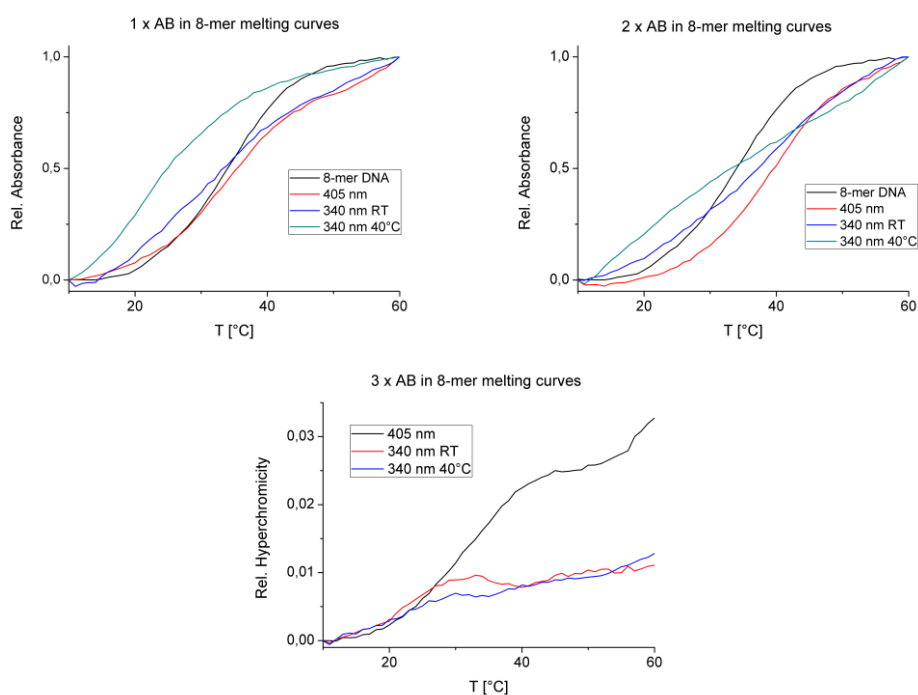 1 x AB in 8-mer melting curves
1,0
0,5
0,0
Rel. Absorbance
8-mer DNA
405 nm
340 nm RT
340 nm 40°C
20
40
60
T [°C]
2 x AB in 8-mer melting curves
1,0
0,5
0,0
Rel. Absorbance
8-mer DNA
405 nm
340 nm RT
340 nm 40°C
20
40
60
T [°C]
3 x AB in 8-mer melting curves
0,03
0,02
0,01
0,00
Rel. Hyperchromicity
405 nm
340 nm RT
340 nm 40°C
20
40
60
T [°C]